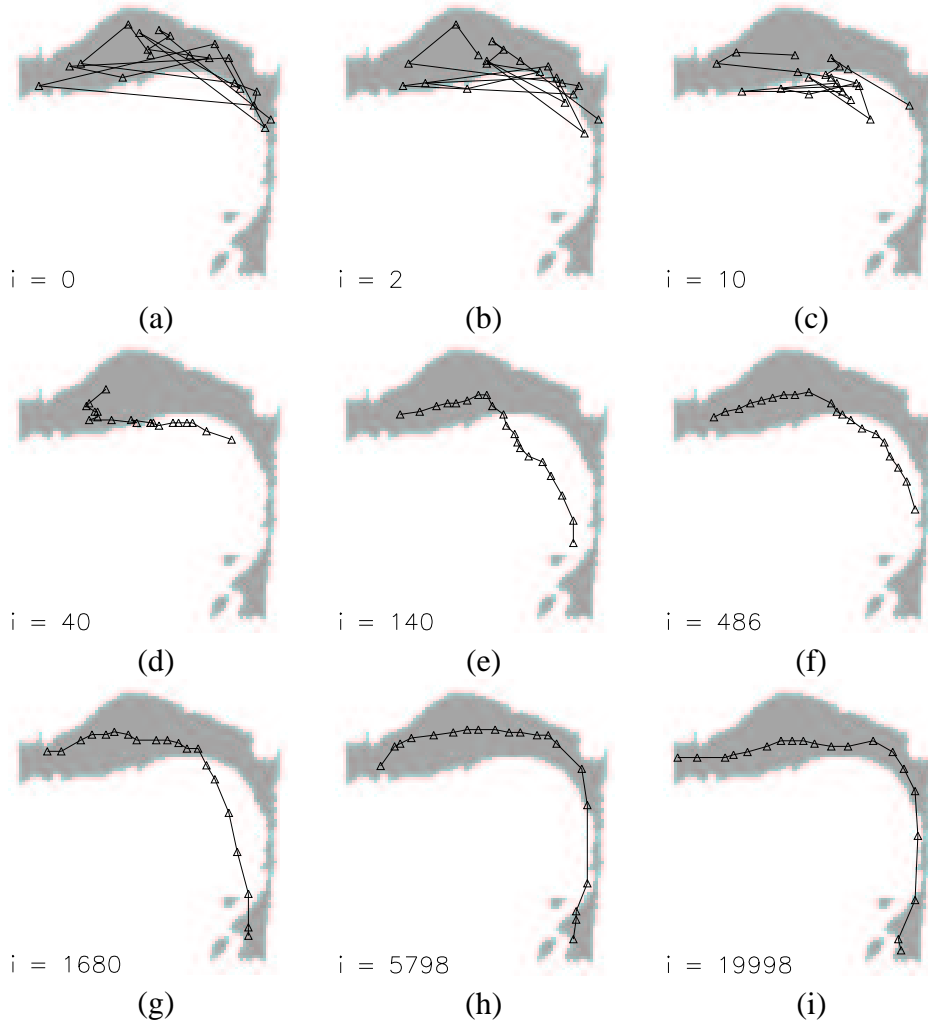 i = 0
i = 2
i = 10
(a)
(b)
(c)
i = 40
i = 140
i = 486
(d)
(e)
(f)
i = 1680
i = 5798
i = 19998
(g)
(h)
(i)